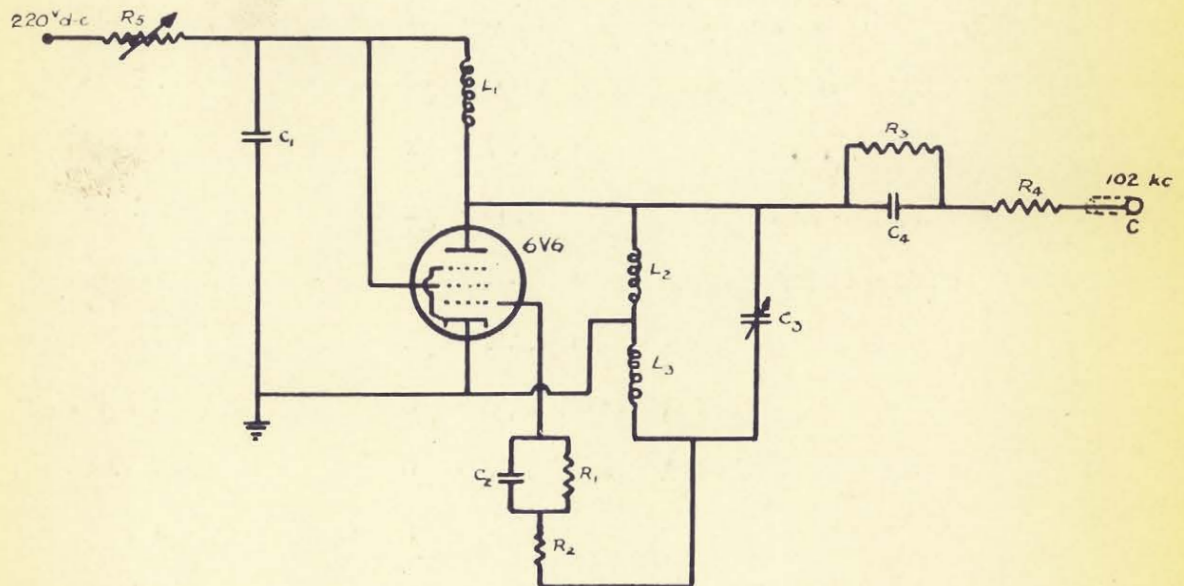 220ᵛ d-c
R₅
L₁
C₁
R₃
102 kc
R₄
C₄
C
6V6
L₂
C₃
L₃
C₂
R₁
R₂